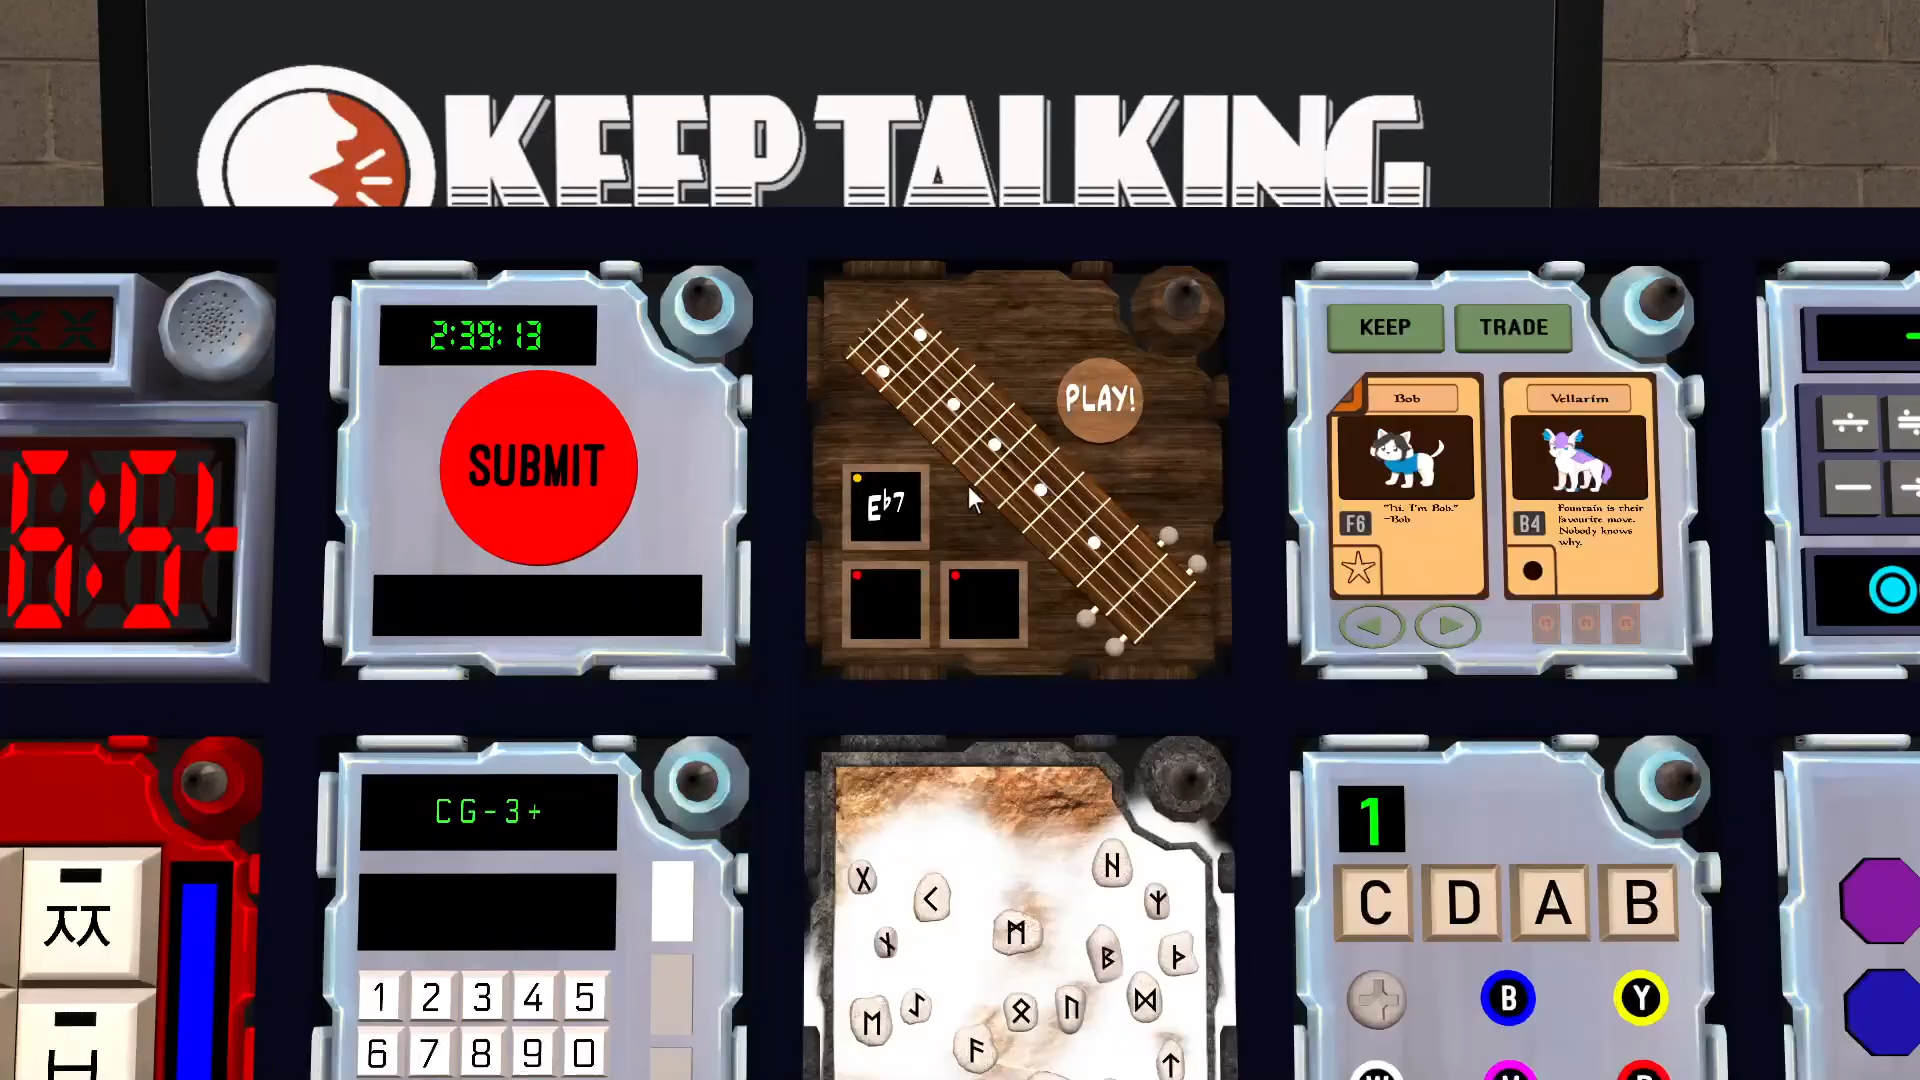 KEEP TALKING
2:39:13
SUBMIT
PLAY!
E♭7
KEEP
TRADE
Bob
Vellarim
F6
"hi. I'm Bob."
-Bob
B4
Fountain is their
favourite move.
Nobody knows
why.
ㅉ
CG-3+
1 2 3 4 5
6 7 8 9 0
ᚷ ᚲ ᚺ ᛉ
ᚾ ᛗ ᛒ ᚦ
ᛖ ᛇ ᛟ ᚢ ᛞ
ᚨ ᛏ
1
C D A B
B Y